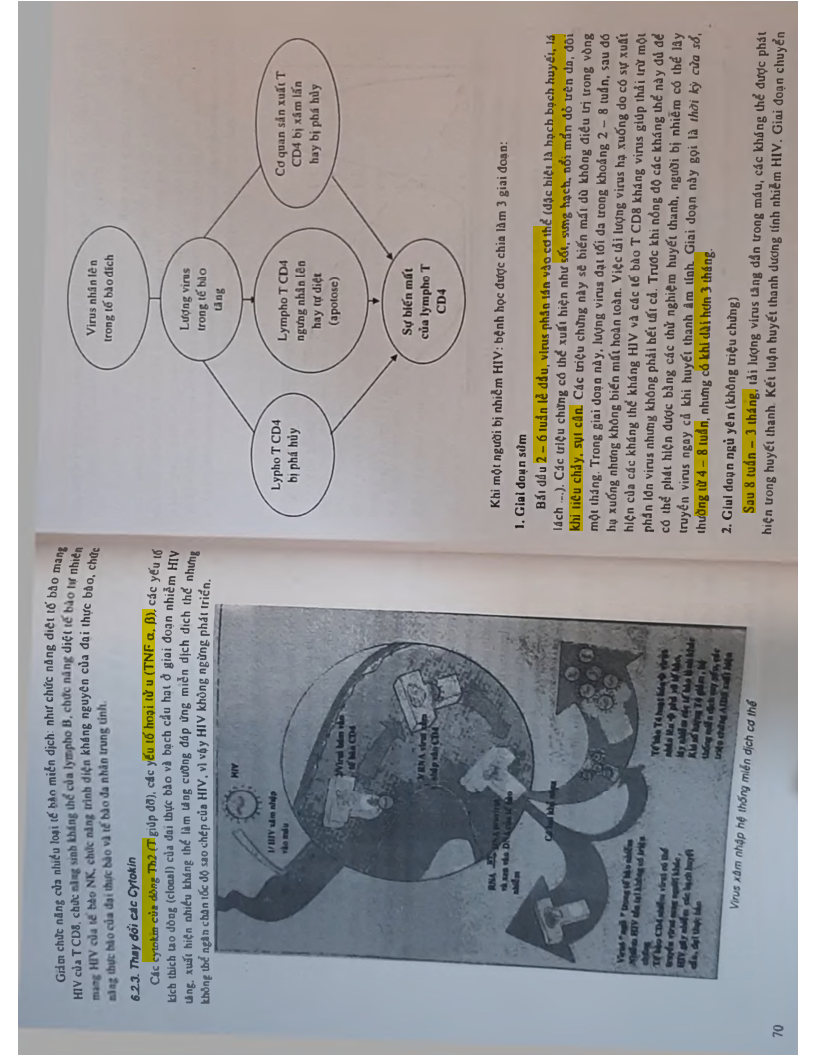 Giảm chức năng của nhiều loại tế bào miễn dịch: như chức năng diệt tế bào mang
HIV của T CD8, chức năng sinh kháng thể của lympho B, chức năng diệt tế bào tự nhiên
mang HIV của tế bào NK, chức năng trình diện kháng nguyên của đại thực bào, chức
năng thực bào của đại thực bào và tế bào đa nhân trung tính.
6.2.3. Thay đổi các Cytokin
Các cytokin của dòng Th2 (T giúp đỡ), các yếu tố hoại tử u (TNF α, β), các yếu tố
kích thích tạo dòng (clonal) của đại thực bào và bạch cầu hạt ở giai đoạn nhiễm HIV
tăng, xuất hiện nhiều kháng thể làm tăng cường đáp ứng miễn dịch dịch thể nhưng
không thể ngăn chặn tốc độ sao chép của HIV, vì vậy HIV không ngừng phát triển.
HIV
1/ HIV xâm nhập
vào máu
Virus xâm nhập hệ thống miễn dịch cơ thể
70
Virus nhân lên
trong tế bào đích
Lượng virus
trong tế bào
tăng
Lypho T CD4
bị phá hủy
Lympho T CD4
ngưng nhân lên
hay tự diệt
(apotose)
Cơ quan sản xuất T
CD4 bị xâm lấn
hay bị phá hủy
Sự biến mất
của lympho T
CD4
Khi một người bị nhiễm HIV: bệnh học được chia làm 3 giai đoạn:
1. Giai đoạn sớm
Bắt đầu 2 – 6 tuần lễ đầu, virus phân tán vào cơ thể (đặc biệt là hạch bạch huyết, lá
lách ...). Các triệu chứng có thể xuất hiện như sốt, sưng hạch, nổi mẩn đỏ trên da, đôi
khi tiêu chảy, sụt cân. Các triệu chứng này sẽ biến mất dù không điều trị trong vòng
một tháng. Trong giai đoạn này, lượng virus đạt tối đa trong khoảng 2 – 8 tuần, sau đó
hạ xuống nhưng không biến mất hoàn toàn. Việc tải lượng virus hạ xuống do có sự xuất
hiện của các kháng thể kháng HIV và các tế bào T CD8 kháng virus giúp thải trừ một
phần lớn virus nhưng không phải hết tất cả. Trước khi nồng độ các kháng thể này đủ để
có thể phát hiện được bằng các thử nghiệm huyết thanh, người bị nhiễm có thể lây
truyền virus ngay cả khi huyết thanh âm tính. Giai đoạn này gọi là thời kỳ cửa sổ,
thường từ 4 – 8 tuần, nhưng có khi dài hơn 3 tháng.
2. Giai đoạn ngủ yên (không triệu chứng)
Sau 8 tuần – 3 tháng, tải lượng virus tăng dần trong máu, các kháng thể được phát
hiện trong huyết thanh. Kết luận huyết thanh dương tính nhiễm HIV. Giai đoạn chuyển